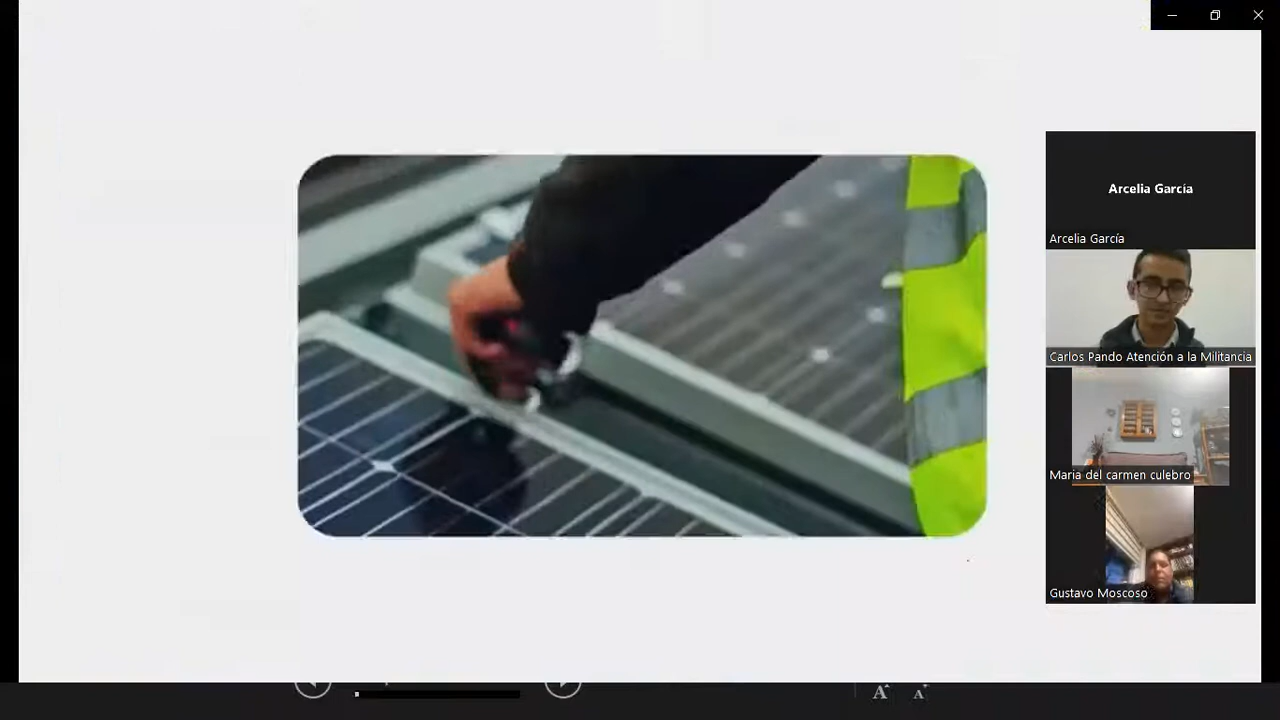 Arcelia García
Arcelia García
Carlos Pando Atención a la Militancia
Maria del carmen culebro
Gustavo Moscoso
A
A